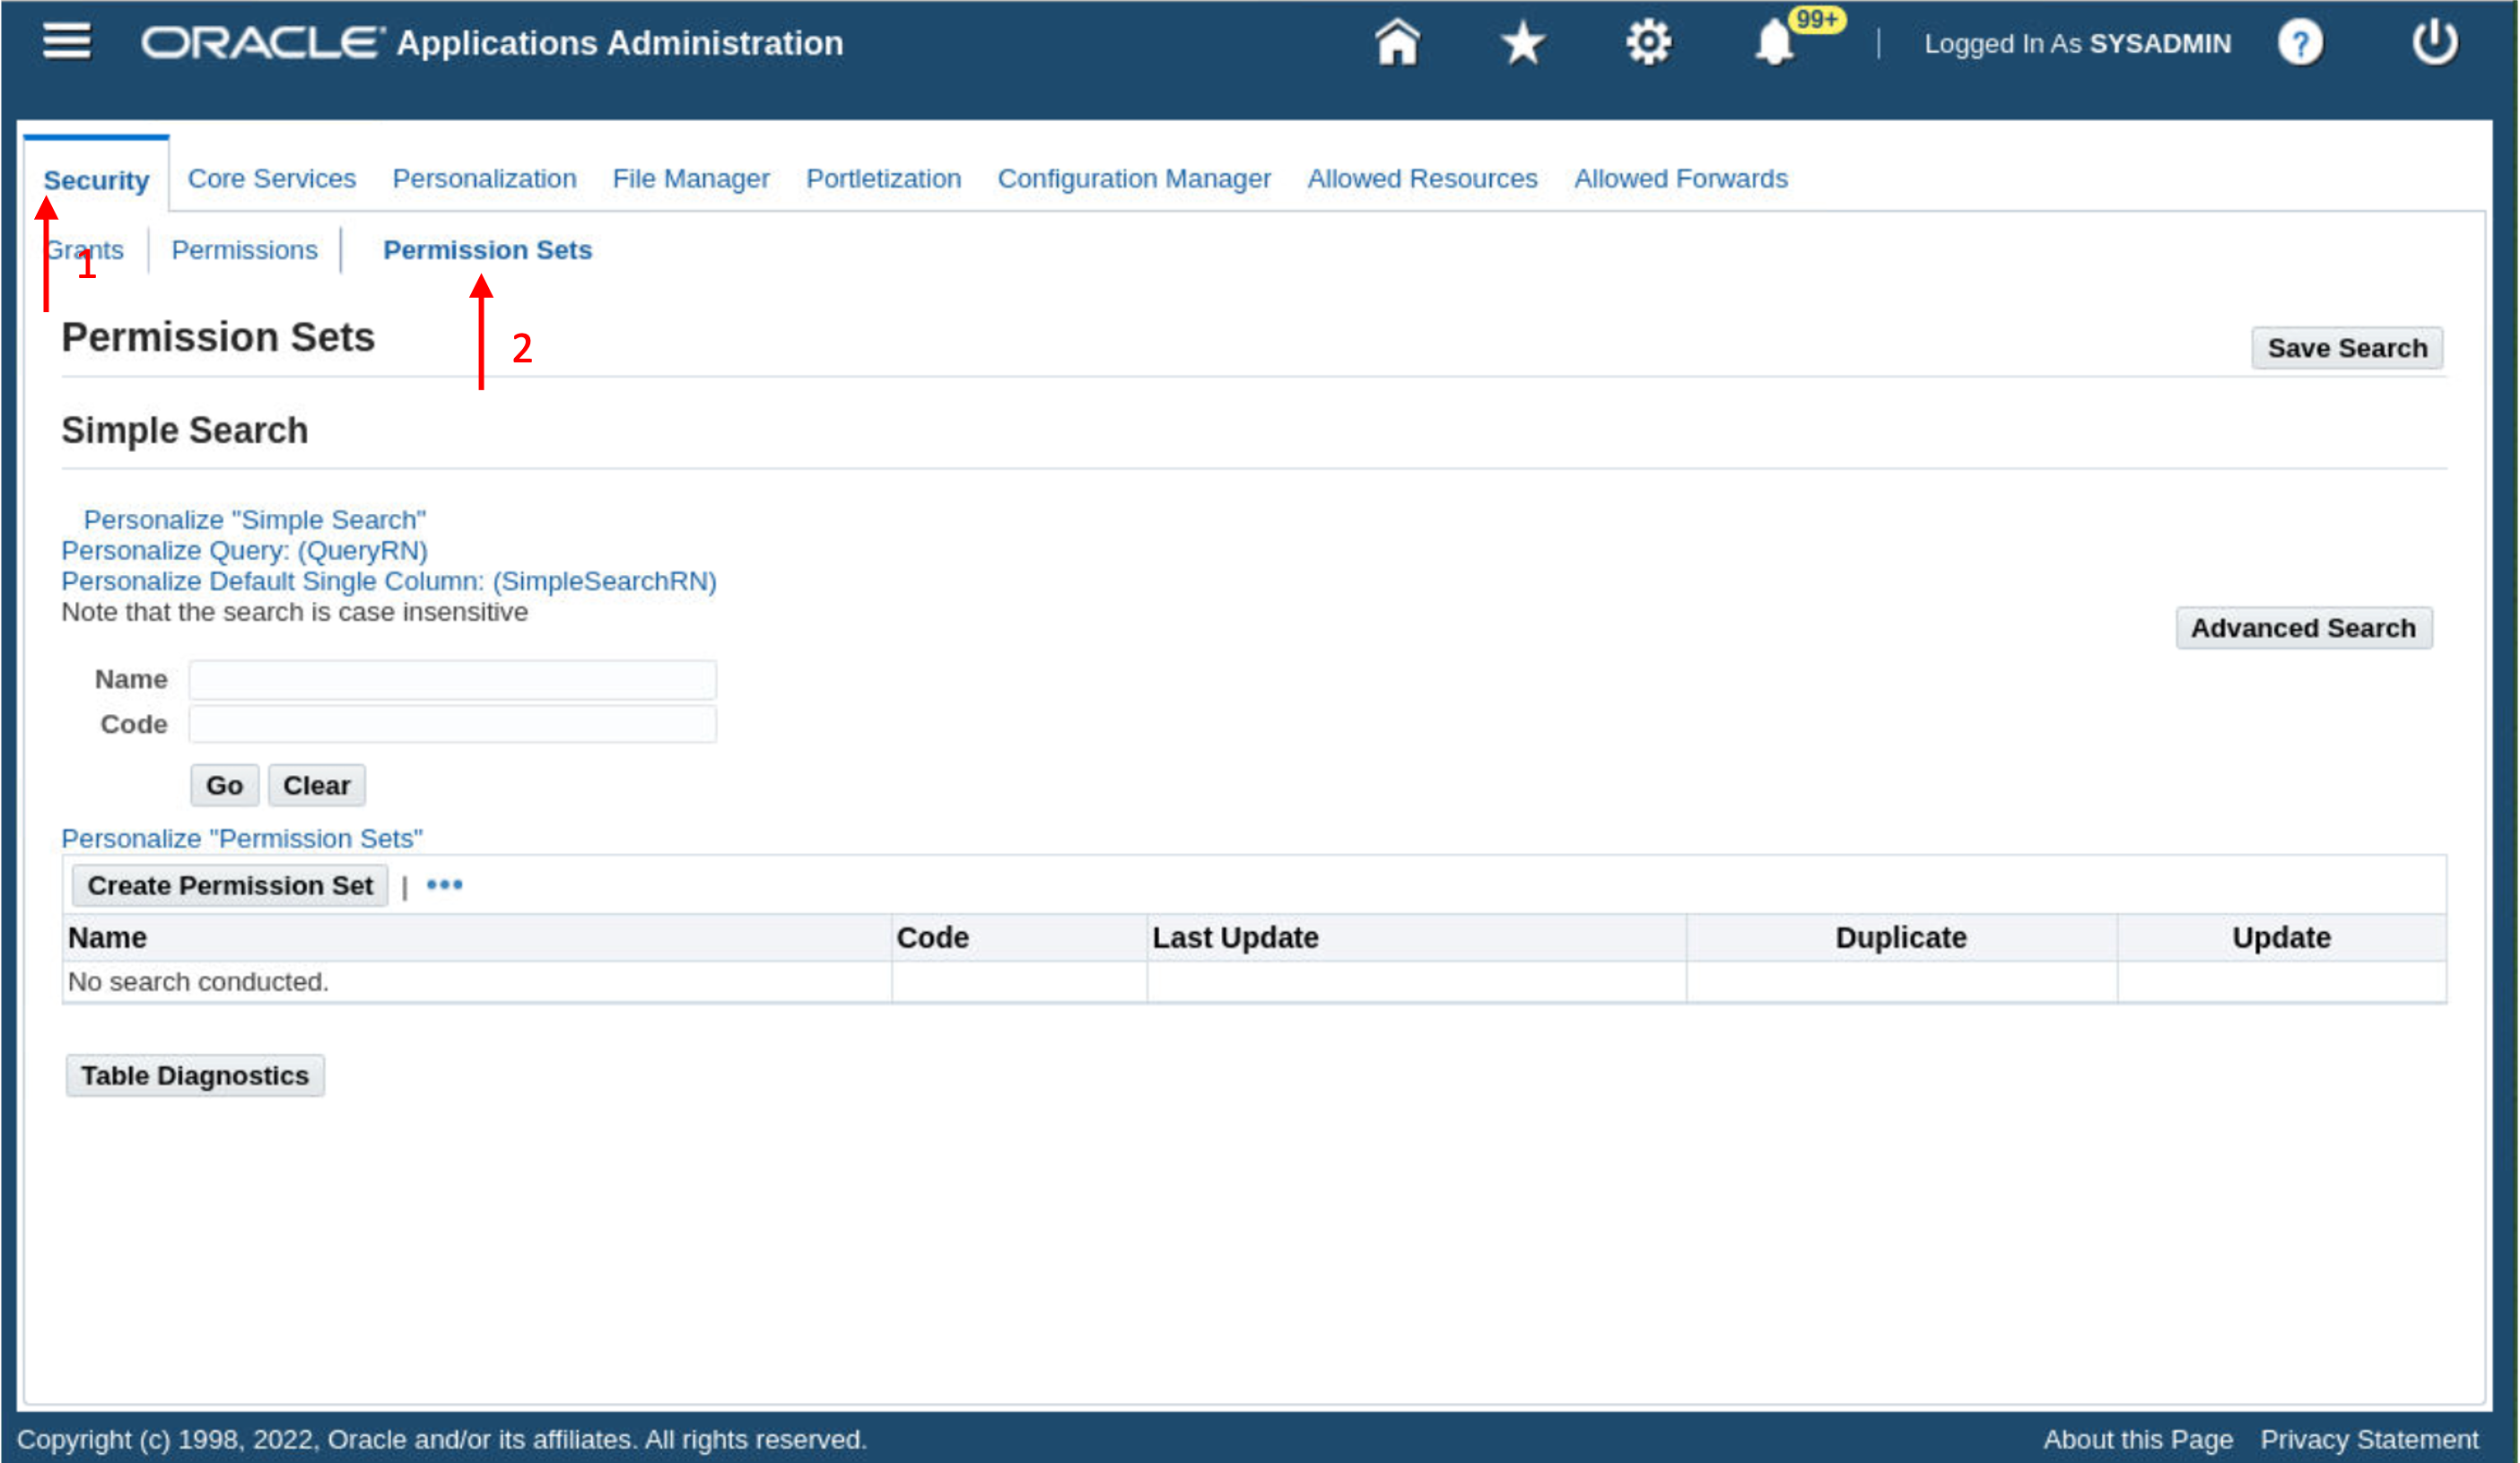 ORACLE Applications Administration 99+ Logged In As SYSADMIN ?
Security Core Services Personalization File Manager Portletization Configuration Manager Allowed Resources Allowed Forwards
Grants Permissions Permission Sets
1
Permission Sets
2
Save Search
Simple Search
Personalize "Simple Search"
Personalize Query: (QueryRN)
Personalize Default Single Column: (SimpleSearchRN)
Note that the search is case insensitive
Advanced Search
Name
Code
Go Clear
Personalize "Permission Sets"
Create Permission Set | •••
Name Code Last Update Duplicate Update
No search conducted.
Table Diagnostics
Copyright (c) 1998, 2022, Oracle and/or its affiliates. All rights reserved. About this Page Privacy Statement